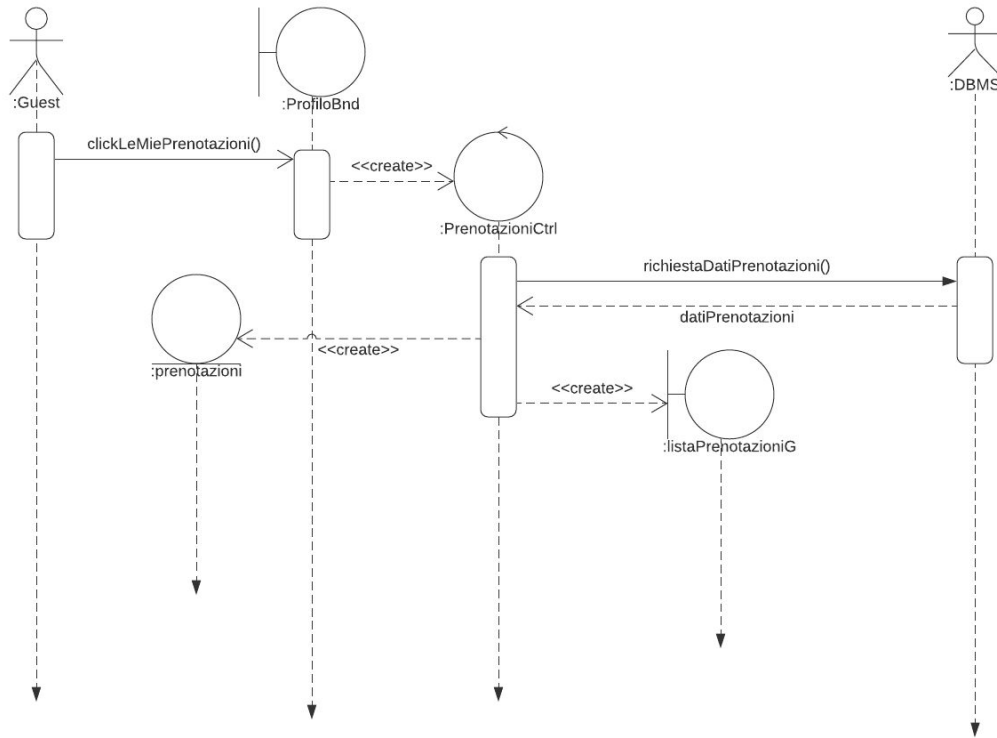 :Guest
:ProfiloBnd
:DBMS
clickLeMiePrenotazioni()
<<create>>
:PrenotazioniCtrl
richiestaDatiPrenotazioni()
datiPrenotazioni
<<create>>
:prenotazioni
<<create>>
:listaPrenotazioniG